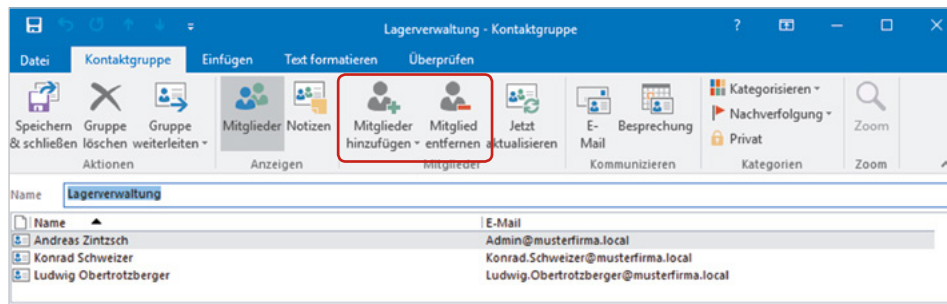 Lagerverwaltung - Kontaktgruppe
Datei Kontaktgruppe Einfügen Text formatieren Überprüfen
Speichern & schließen
Gruppe löschen
Gruppe weiterleiten
Mitglieder
Notizen
Mitglieder hinzufügen
Mitglied entfernen
Jetzt aktualisieren
E-Mail
Besprechung
Kategorisieren
Nachverfolgung
Privat
Zoom
Aktionen Anzeigen Mitglieder Kommunizieren Kategorien Zoom
Name Lagerverwaltung
Name E-Mail
Andreas Zintzsch Admin@musterfirma.local
Konrad Schweizer Konrad.Schweizer@musterfirma.local
Ludwig Obertrotzberger Ludwig.Obertrotzberger@musterfirma.local